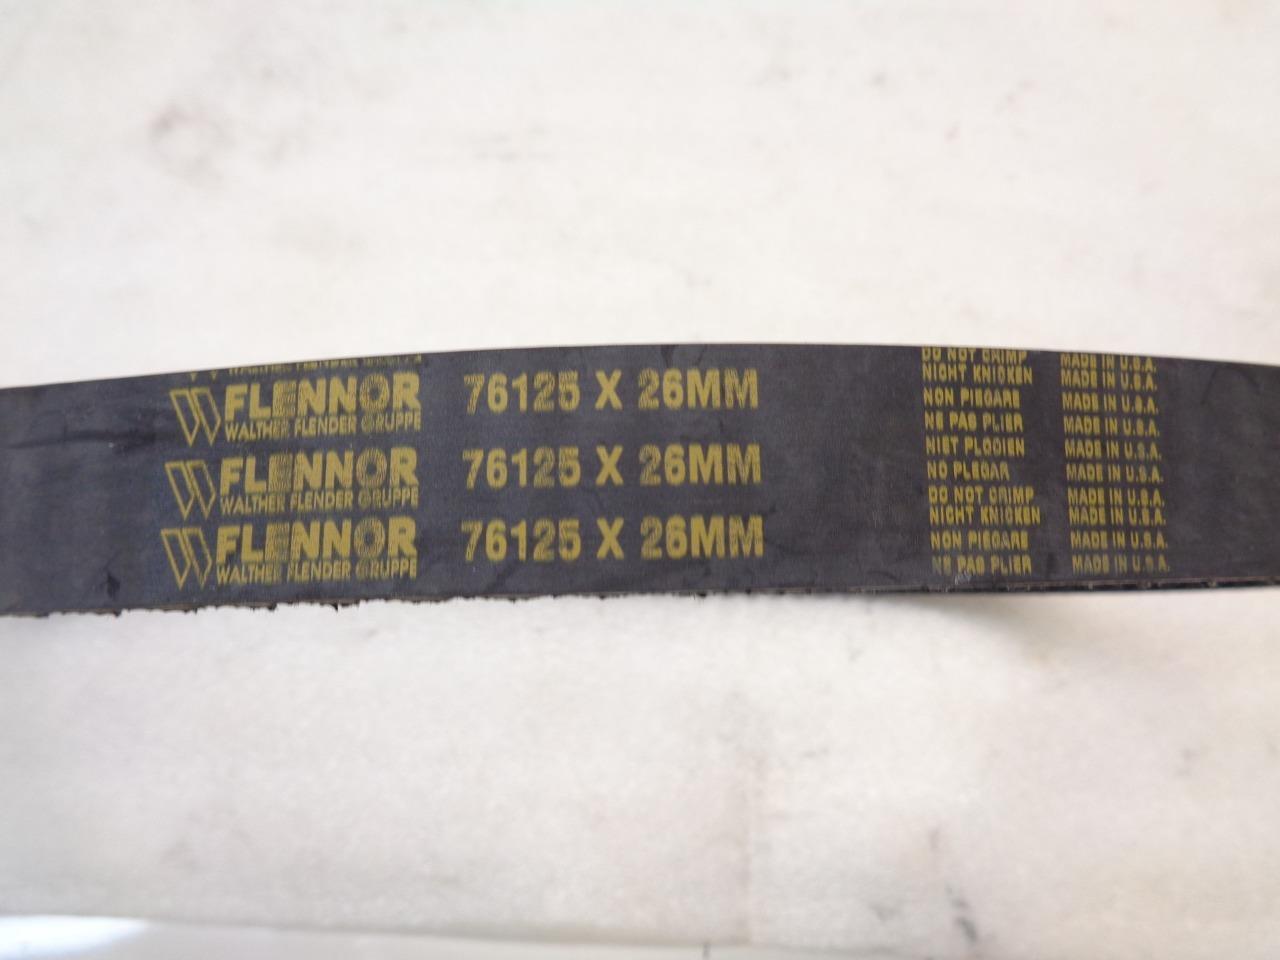 FLENNOR 76125 X 26MM
WALTHER FLENDER GRUPPE
FLENNOR 76125 X 26MM
WALTHER FLENDER GRUPPE
FLENNOR 76125 X 26MM
WALTHER FLENDER GRUPPE
DO NOT CRIMP MADE IN U.S.A.
NIGHT KNICKEN MADE IN U.S.A.
NON PIEGARE MADE IN U.S.A.
NE PAS PLIER MADE IN U.S.A.
NIET PLOOIEN MADE IN U.S.A.
NO PLEGAR MADE IN U.S.A.
DO NOT CRIMP MADE IN U.S.A.
NIGHT KNICKEN MADE IN U.S.A.
NON PIEGARE MADE IN U.S.A.
NE PAS PLIER MADE IN U.S.A.